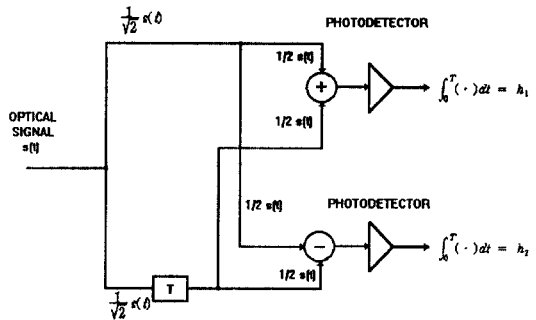 1/√2 s(t)
PHOTODETECTOR
1/2 s(t)
+
∫₀ᵀ(·)dt = h₁
1/2 s(t)
OPTICAL
SIGNAL
s(t)
1/2 s(t)
PHOTODETECTOR
−
∫₀ᵀ(·)dt = h₂
1/2 s(t)
T
1/√2 s(t)